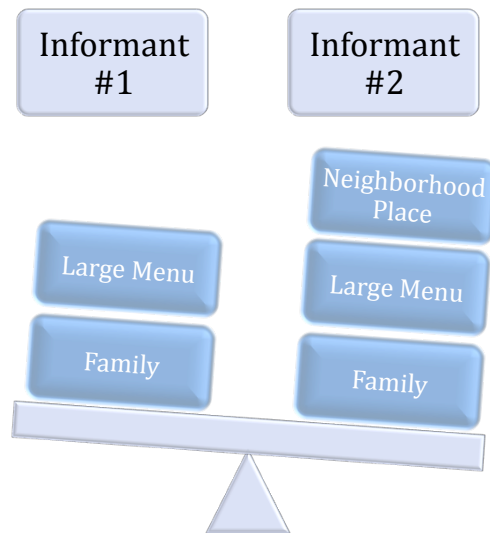 Informant
#1
Informant
#2
Large Menu
Family
Neighborhood
Place
Large Menu
Family